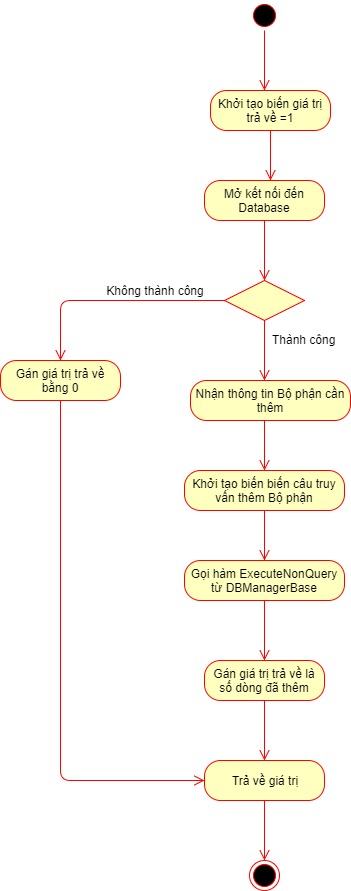 Khởi tạo biến giá trị
trả về =1
Mở kết nối đến
Database
Không thành công
Thành công
Gán giá trị trả về
bằng 0
Nhận thông tin Bộ phận cần
thêm
Khởi tạo biến biến câu truy
vấn thêm Bộ phận
Gọi hàm ExecuteNonQuery
từ DBManagerBase
Gán giá trị trả về là
số dòng đã thêm
Trả về giá trị